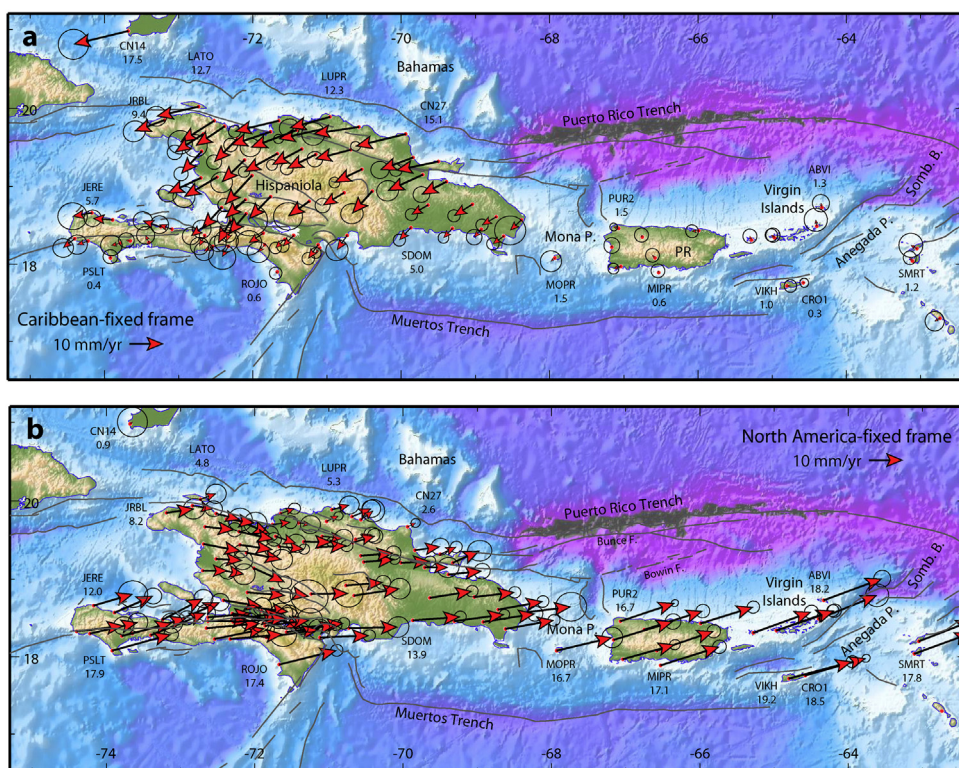 a
-72
-70
-68
-66
-64
CN14
17.5
LATO
12.7
LUPR
12.3
Bahamas
CN27
15.1
JRBL
9.4
20
Puerto Rico Trench
Somb. B.
Hispaniola
JERE
5.7
PUR2
1.5
Virgin
Islands
ABVI
1.3
Mona P.
PR
Anegada P.
18
PSLT
0.4
ROJO
0.6
SDOM
5.0
MOPR
1.5
MIPR
0.6
VIKH
1.0
CRO1
0.3
SMRT
1.2
Caribbean-fixed frame
10 mm/yr
Muertos Trench
b
CN14
0.9
LATO
4.8
LUPR
5.3
Bahamas
CN27
2.6
North America-fixed frame
10 mm/yr
20
JRBL
8.2
Puerto Rico Trench
Bunce F.
Bowin F.
Somb. B.
JERE
12.0
PUR2
16.7
Virgin
Islands
ABVI
18.2
Mona P.
Anegada P.
18
PSLT
17.9
ROJO
17.4
SDOM
13.9
MOPR
16.7
MIPR
17.1
VIKH
19.2
CRO1
18.5
SMRT
17.8
Muertos Trench
-74
-72
-70
-68
-66
-64